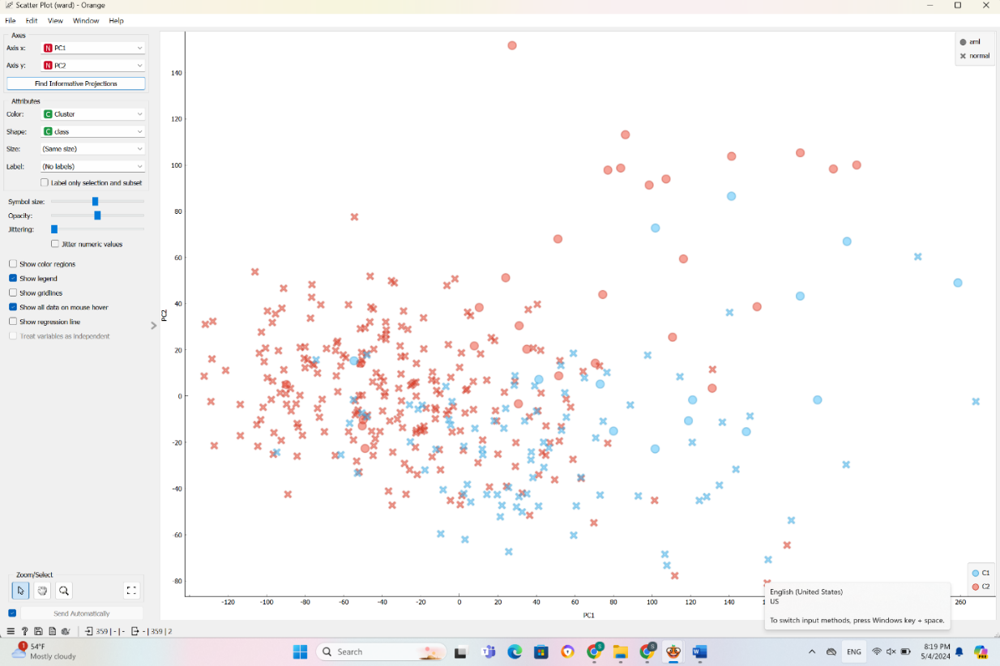 Scatter Plot (ward) - Orange
File Edit View Window Help
Axes
Axis x: N PC1
Axis y: N PC2
Find Informative Projections
Attributes
Color: C Cluster
Shape: C class
Size: (Same size)
Label: (No labels)
Label only selection and subset
Symbol size:
Opacity:
Jittering:
Jitter numeric values
Show color regions
Show legend
Show gridlines
Show all data on mouse hover
Show regression line
Treat variables as independent
Zoom/Select
Send Automatically
359 | - | - - | 359 | 2
aml
normal
140
120
100
80
60
40
20
0
-20
-40
-60
-80
PC2
-120 -100 -80 -60 -40 -20 0 20 40 60 80 100 120 140 260
PC1
C1
C2
English (United States)
US
To switch input methods, press Windows key + space.
1
54°F
Mostly cloudy
Search
S
S
W
ENG
8:19 PM
5/4/2024
PRE